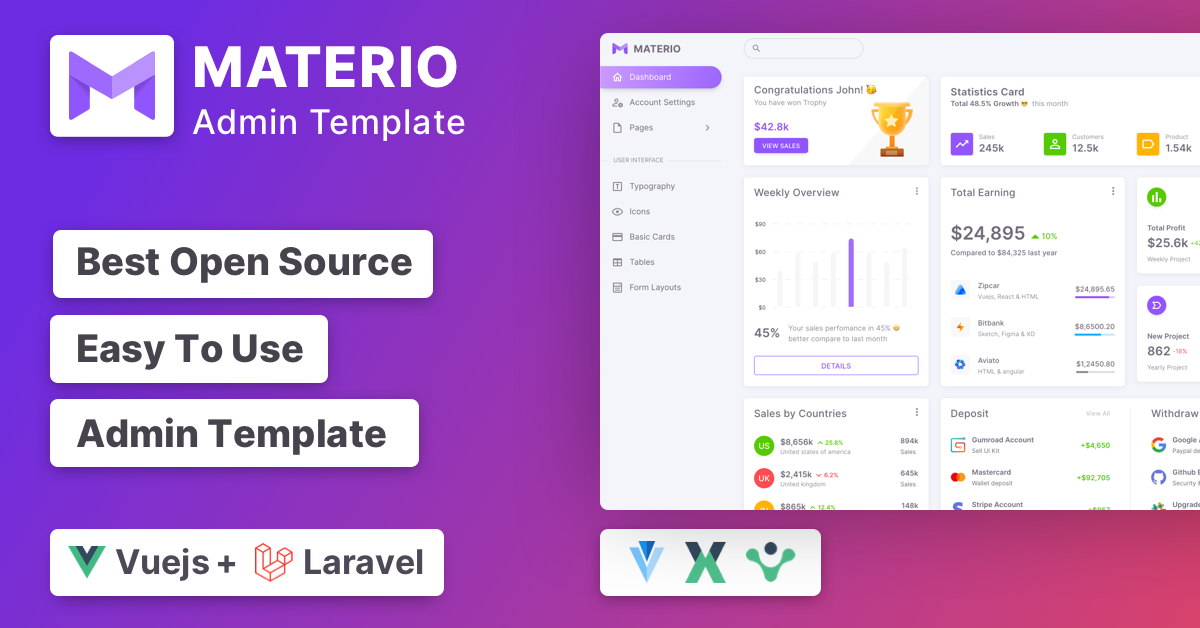 MATERIO
Admin Template
Best Open Source
Easy To Use
Admin Template
Vuejs + Laravel
MATERIO
Dashboard
Account Settings
Pages
USER INTERFACE
Typography
Icons
Basic Cards
Tables
Form Layouts
Congratulations John!
You have won Trophy
$42.8k
VIEW SALES
Statistics Card
Total 48.5% Growth 😎 this month
Sales
245k
Customers
12.5k
Product
1.54k
Weekly Overview
$90
$60
$30
$0
45%
Your sales perfomance in 45%
better compare to last month
DETAILS
Total Earning
$24,895 10%
Compared to $84,325 last year
Zipcar
Vuejs, React & HTML
$24,895.65
Bitbank
Sketch, Figma & XD
$8,6500.20
Aviato
HTML & angular
$1,2450.80
Total Profit
$25.6k
Weekly Project
New Project
862 -18%
Yearly Project
Sales by Countries
US
$8,656k 25.8%
United states of america
894k
Sales
UK
$2,415k 6.2%
United kingdom
645k
Sales
$865k 12.4%
148k
Deposit
View All
Gumroad Account
Sell UI Kit
+$4,650
Mastercard
Wallet deposit
+$92,705
Stripe Account
Withdraw
Google
Paypal de
Github
Security &
Upgrade